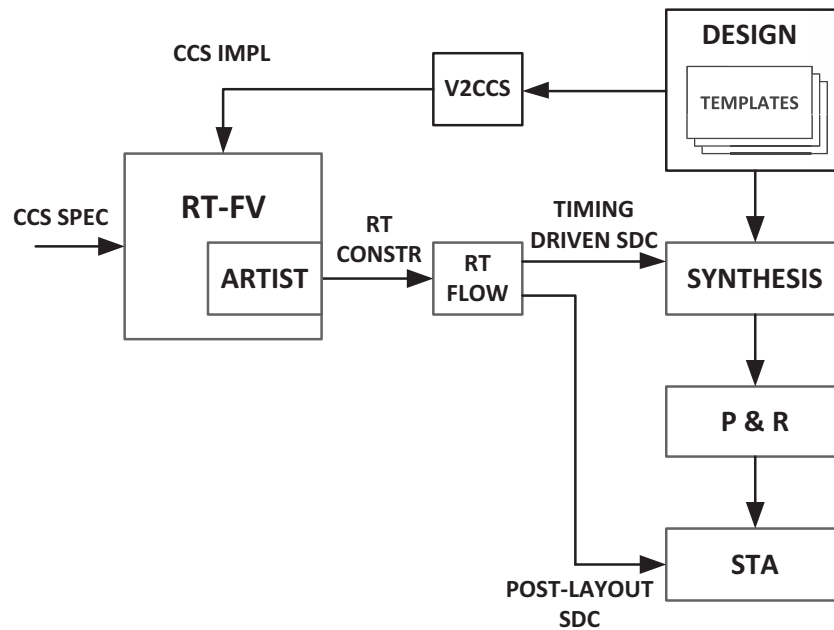 DESIGN
TEMPLATES
CCS IMPL
V2CCS
RT-FV
CCS SPEC
ARTIST
RT
CONSTR
RT
FLOW
TIMING
DRIVEN SDC
SYNTHESIS
P & R
STA
POST-LAYOUT
SDC